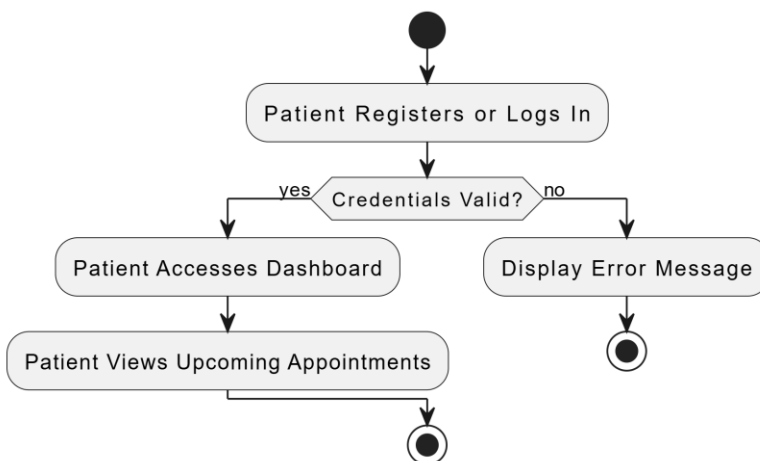 Patient Registers or Logs In
yes
Credentials Valid?
no
Patient Accesses Dashboard
Display Error Message
Patient Views Upcoming Appointments